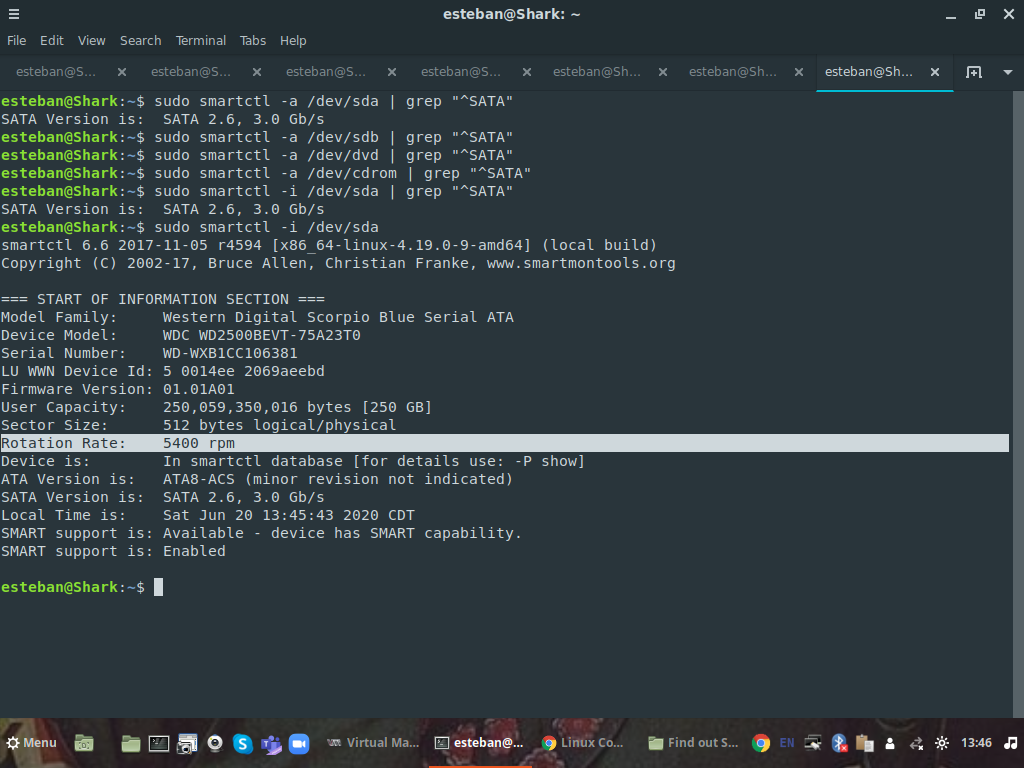 esteban@Shark: ~
File Edit View Search Terminal Tabs Help
esteban@S... esteban@S... esteban@S... esteban@S... esteban@Sh... esteban@Sh... esteban@Sh...
esteban@Shark:~$ sudo smartctl -a /dev/sda | grep "^SATA"
SATA Version is:  SATA 2.6, 3.0 Gb/s
esteban@Shark:~$ sudo smartctl -a /dev/sdb | grep "^SATA"
esteban@Shark:~$ sudo smartctl -a /dev/dvd | grep "^SATA"
esteban@Shark:~$ sudo smartctl -a /dev/cdrom | grep "^SATA"
esteban@Shark:~$ sudo smartctl -i /dev/sda | grep "^SATA"
SATA Version is:  SATA 2.6, 3.0 Gb/s
esteban@Shark:~$ sudo smartctl -i /dev/sda
smartctl 6.6 2017-11-05 r4594 [x86_64-linux-4.19.0-9-amd64] (local build)
Copyright (C) 2002-17, Bruce Allen, Christian Franke, www.smartmontools.org
=== START OF INFORMATION SECTION ===
Model Family:     Western Digital Scorpio Blue Serial ATA
Device Model:     WDC WD2500BEVT-75A23T0
Serial Number:    WD-WXB1CC106381
LU WWN Device Id: 5 0014ee 2069aeebd
Firmware Version: 01.01A01
User Capacity:    250,059,350,016 bytes [250 GB]
Sector Size:      512 bytes logical/physical
Rotation Rate:    5400 rpm
Device is:        In smartctl database [for details use: -P show]
ATA Version is:   ATA8-ACS (minor revision not indicated)
SATA Version is:  SATA 2.6, 3.0 Gb/s
Local Time is:    Sat Jun 20 13:45:43 2020 CDT
SMART support is: Available - device has SMART capability.
SMART support is: Enabled
esteban@Shark:~$
Menu Virtual Ma... esteban@... Linux Co... Find out S... EN 13:46